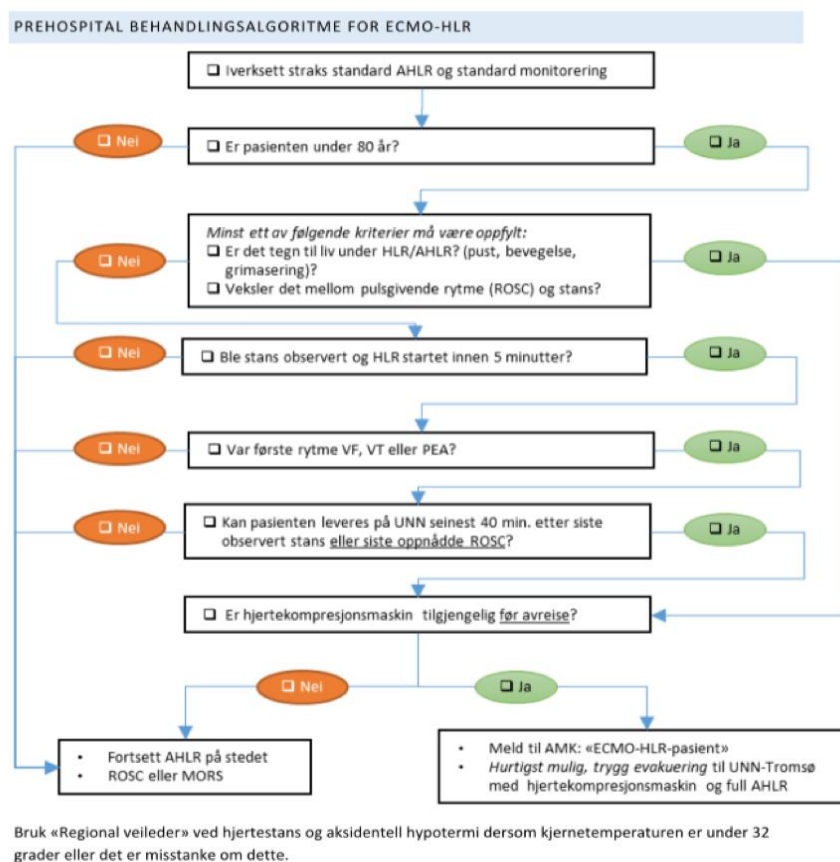 PREHOSPITAL BEHANDLINGSALGORITME FOR ECMO-HLR
❑ Iverksett straks standard AHLR og standard monitorering
❑ Nei
❑ Er pasienten under 80 år?
❑ Ja
Minst ett av følgende kriterier må være oppfylt:
❑ Er det tegn til liv under HLR/AHLR? (pust, bevegelse,
grimasering)?
❑ Veksler det mellom pulsgivende rytme (ROSC) og stans?
❑ Nei
❑ Ja
❑ Nei
❑ Ble stans observert og HLR startet innen 5 minutter?
❑ Ja
❑ Nei
❑ Var første rytme VF, VT eller PEA?
❑ Ja
❑ Nei
❑ Kan pasienten leveres på UNN seinest 40 min. etter siste
observert stans eller siste oppnådde ROSC?
❑ Ja
❑ Er hjertekompresjonsmaskin tilgjengelig før avreise?
❑ Nei
❑ Ja
• Fortsett AHLR på stedet
• ROSC eller MORS
• Meld til AMK: «ECMO-HLR-pasient»
• Hurtigst mulig, trygg evakuering til UNN-Tromsø
med hjertekompresjonsmaskin og full AHLR
Bruk «Regional veileder» ved hjertestans og aksidentell hypotermi dersom kjernetemperaturen er under 32
grader eller det er misstanke om dette.